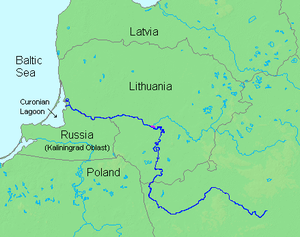 Latvia
Baltic
Sea
Lithuania
Curonian
Lagoon
Russia
(Kaliningrad Oblast)
Poland